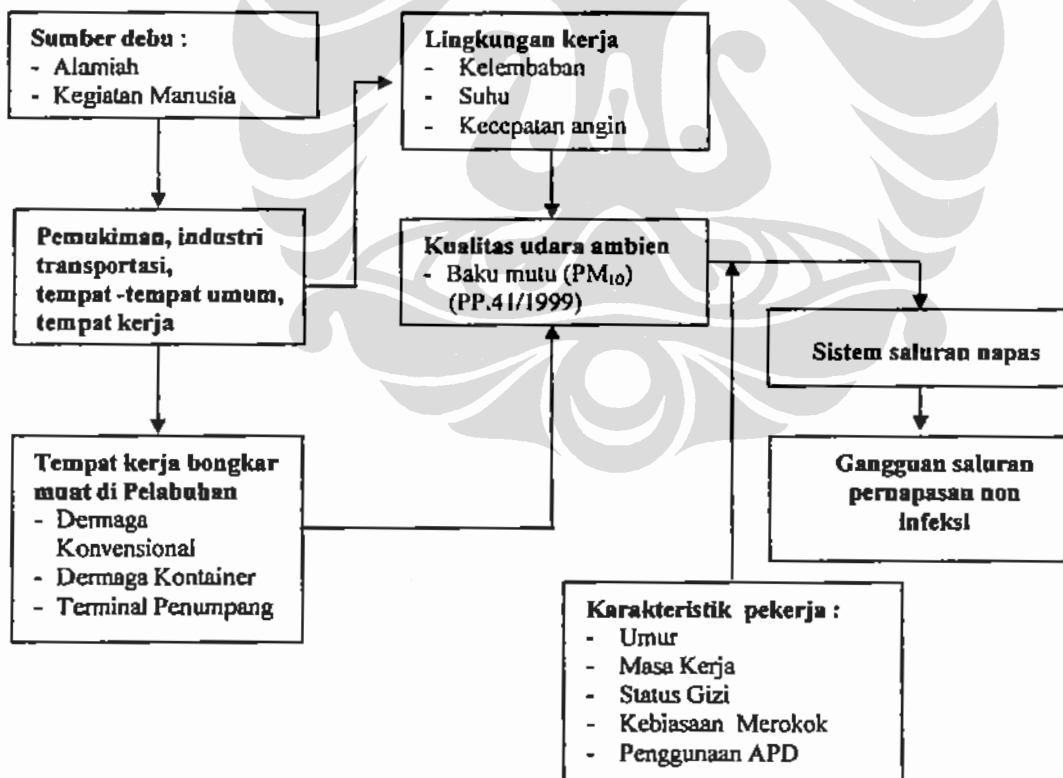 Sumber debu :
- Alamiah
- Kegiatan Manusia
Lingkungan kerja
- Kelembaban
- Suhu
- Kecepatan angin
Pemukiman, industri
transportasi,
tempat -tempat umum,
tempat kerja
Kualitas udara ambien
- Baku mutu (PM₁₀)
(PP.41/1999)
Sistem saluran napas
Tempat kerja bongkar
muat di Pelabuhan
- Dermaga
Konvensional
- Dermaga Kontainer
- Terminal Penumpang
Gangguan saluran
pernapasan non
infeksi
Karakteristik pekerja :
- Umur
- Masa Kerja
- Status Gizi
- Kebiasaan Merokok
- Penggunaan APD